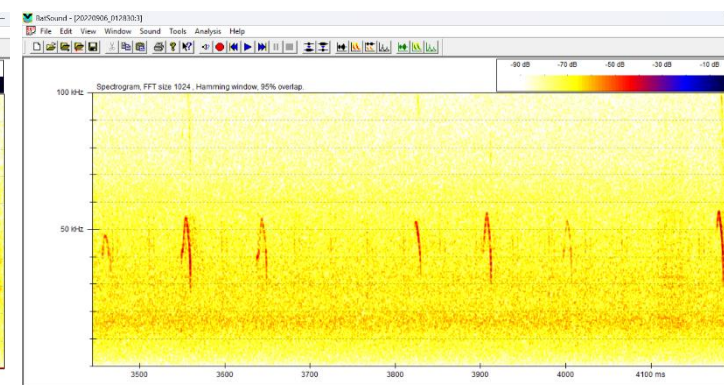 BatSound - [20220906_012830:3]
File Edit View Window Sound Tools Analysis Help
-90 dB -70 dB -50 dB -30 dB -10 dB
Spectrogram, FFT size 1024, Hamming window, 95% overlap.
100 kHz
50 kHz
3500 3600 3700 3800 3900 4000 4100 ms